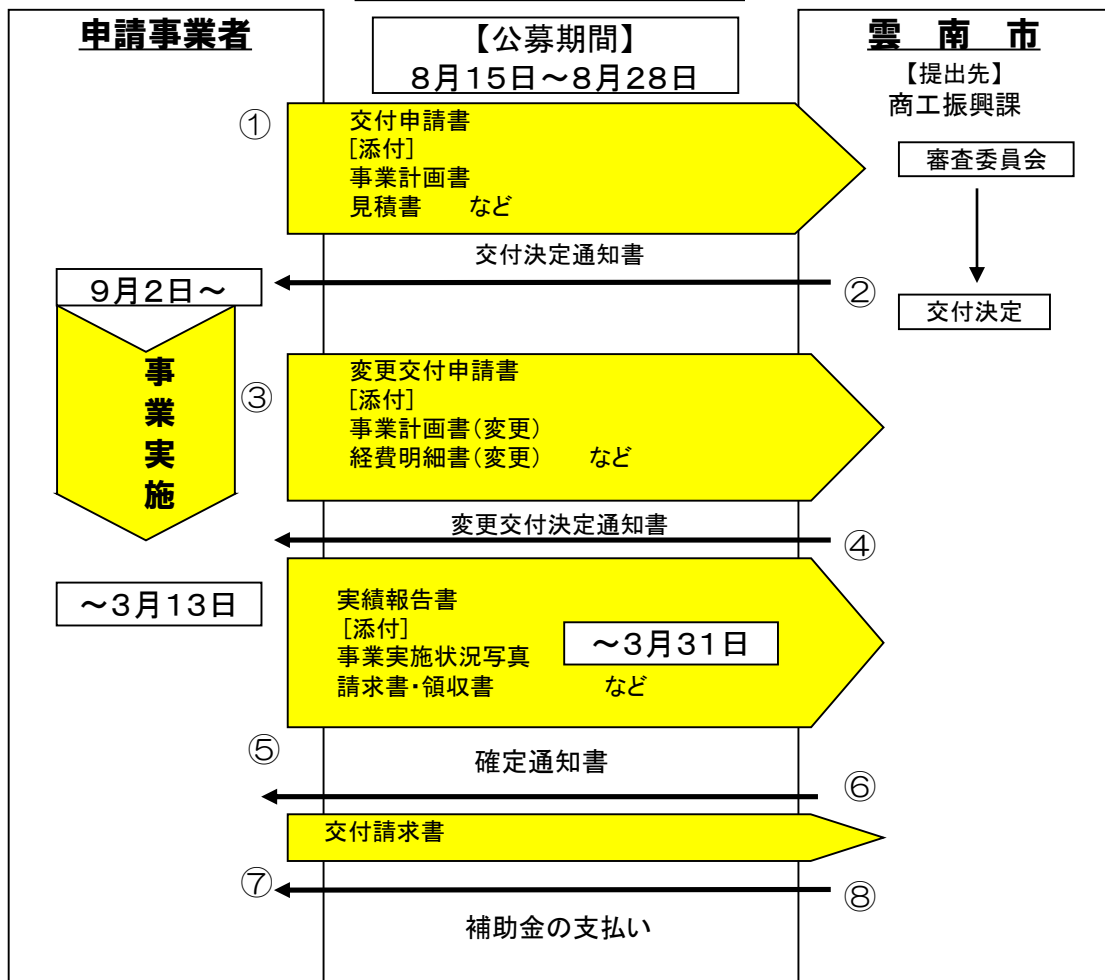 申請事業者
【公募期間】
8月15日～8月28日
雲南市
【提出先】
商工振興課
審査委員会
交付決定
①
交付申請書
[添付]
事業計画書
見積書 など
交付決定通知書
②
9月2日～
事業実施
③
変更交付申請書
[添付]
事業計画書(変更)
経費明細書(変更) など
変更交付決定通知書
④
～3月13日
実績報告書
[添付]
事業実施状況写真
請求書・領収書 など
～3月31日
⑤
確定通知書
⑥
交付請求書
⑦
⑧
補助金の支払い